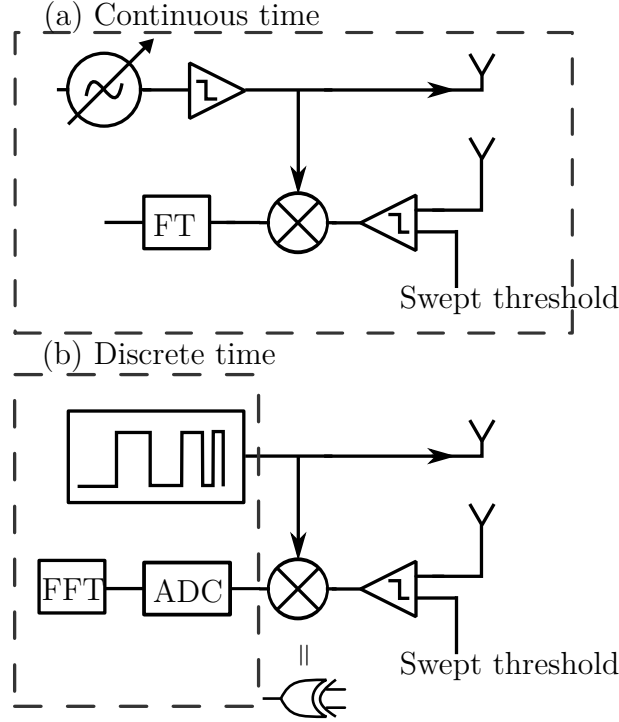 (a) Continuous time
FT
Swept threshold
(b) Discrete time
FFT
ADC
Swept threshold